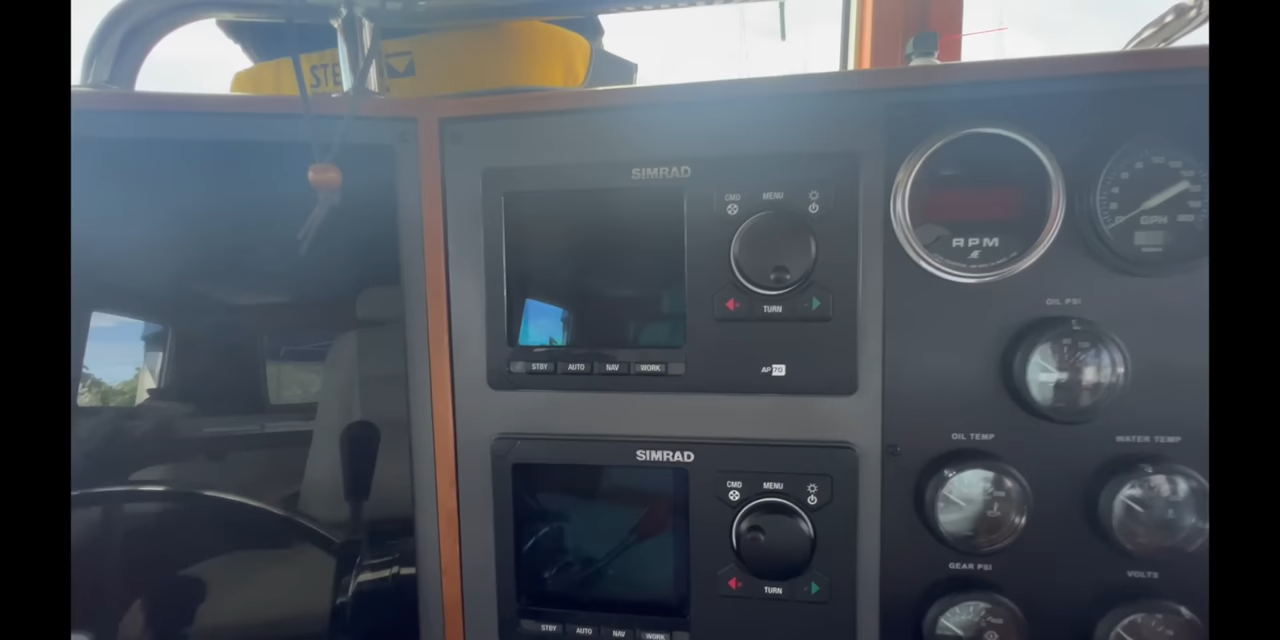 SIMRAD
CMD
MENU
TURN
STBY
AUTO
NAV
WORK
AP70
RPM
GPH
OIL PSI
OIL TEMP
WATER TEMP
SIMRAD
CMD
MENU
TURN
STBY
AUTO
NAV
WORK
GEAR PSI
VOLTS